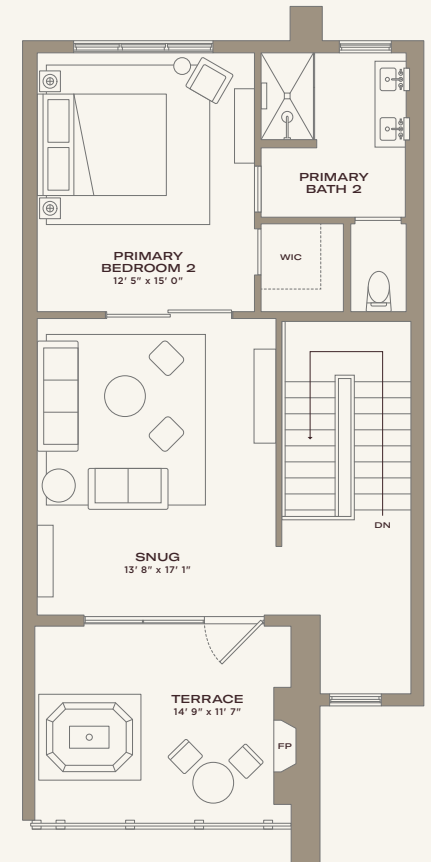 PRIMARY
BATH 2
PRIMARY
BEDROOM 2
12' 5" x 15' 0"
WIC
DN
SNUG
13' 8" x 17' 1"
TERRACE
14' 9" x 11' 7"
FP